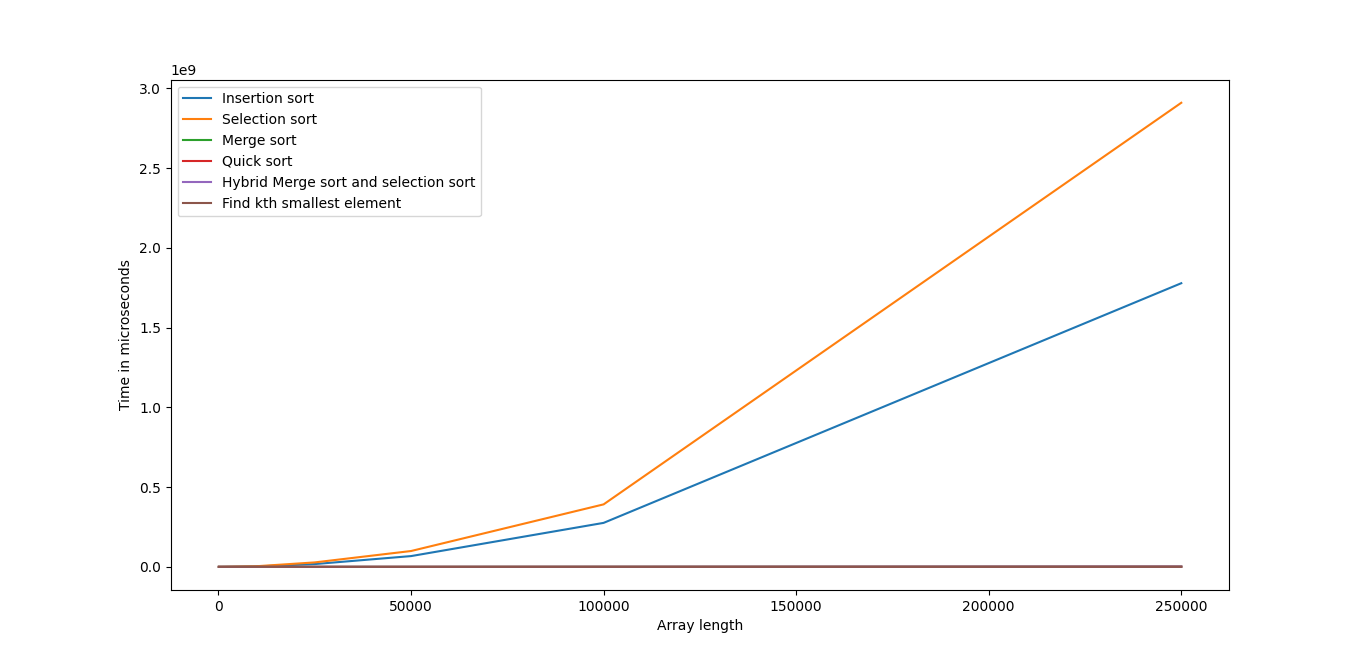 1e9
3.0
2.5
2.0
1.5
1.0
0.5
0.0
Insertion sort
Selection sort
Merge sort
Quick sort
Hybrid Merge sort and selection sort
Find kth smallest element
Time in microseconds
0 50000 100000 150000 200000 250000
Array length